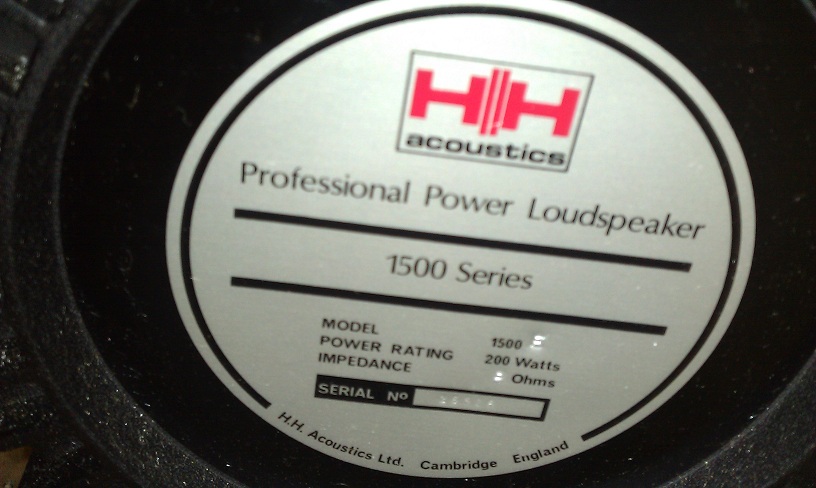 HH
acoustics
Professional Power Loudspeaker
1500 Series
MODEL 1500
POWER RATING 200 Watts
IMPEDANCE Ohms
SERIAL Nº
H.H. Acoustics Ltd. Cambridge England